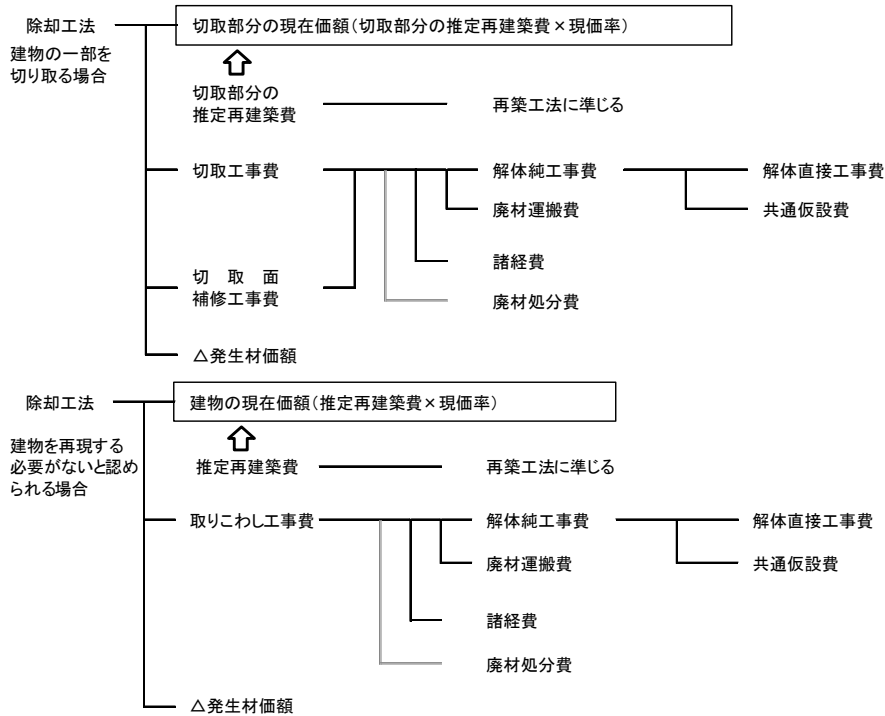 除却工法
切取部分の現在価額(切取部分の推定再建築費×現価率)
建物の一部を
切り取る場合
切取部分の
推定再建築費
再築工法に準じる
切取工事費
解体純工事費
解体直接工事費
廃材運搬費
共通仮設費
諸経費
切　取　面
補修工事費
廃材処分費
△発生材価額
除却工法
建物の現在価額(推定再建築費×現価率)
建物を再現する
必要がないと認め
られる場合
推定再建築費
再築工法に準じる
取りこわし工事費
解体純工事費
解体直接工事費
廃材運搬費
共通仮設費
諸経費
廃材処分費
△発生材価額